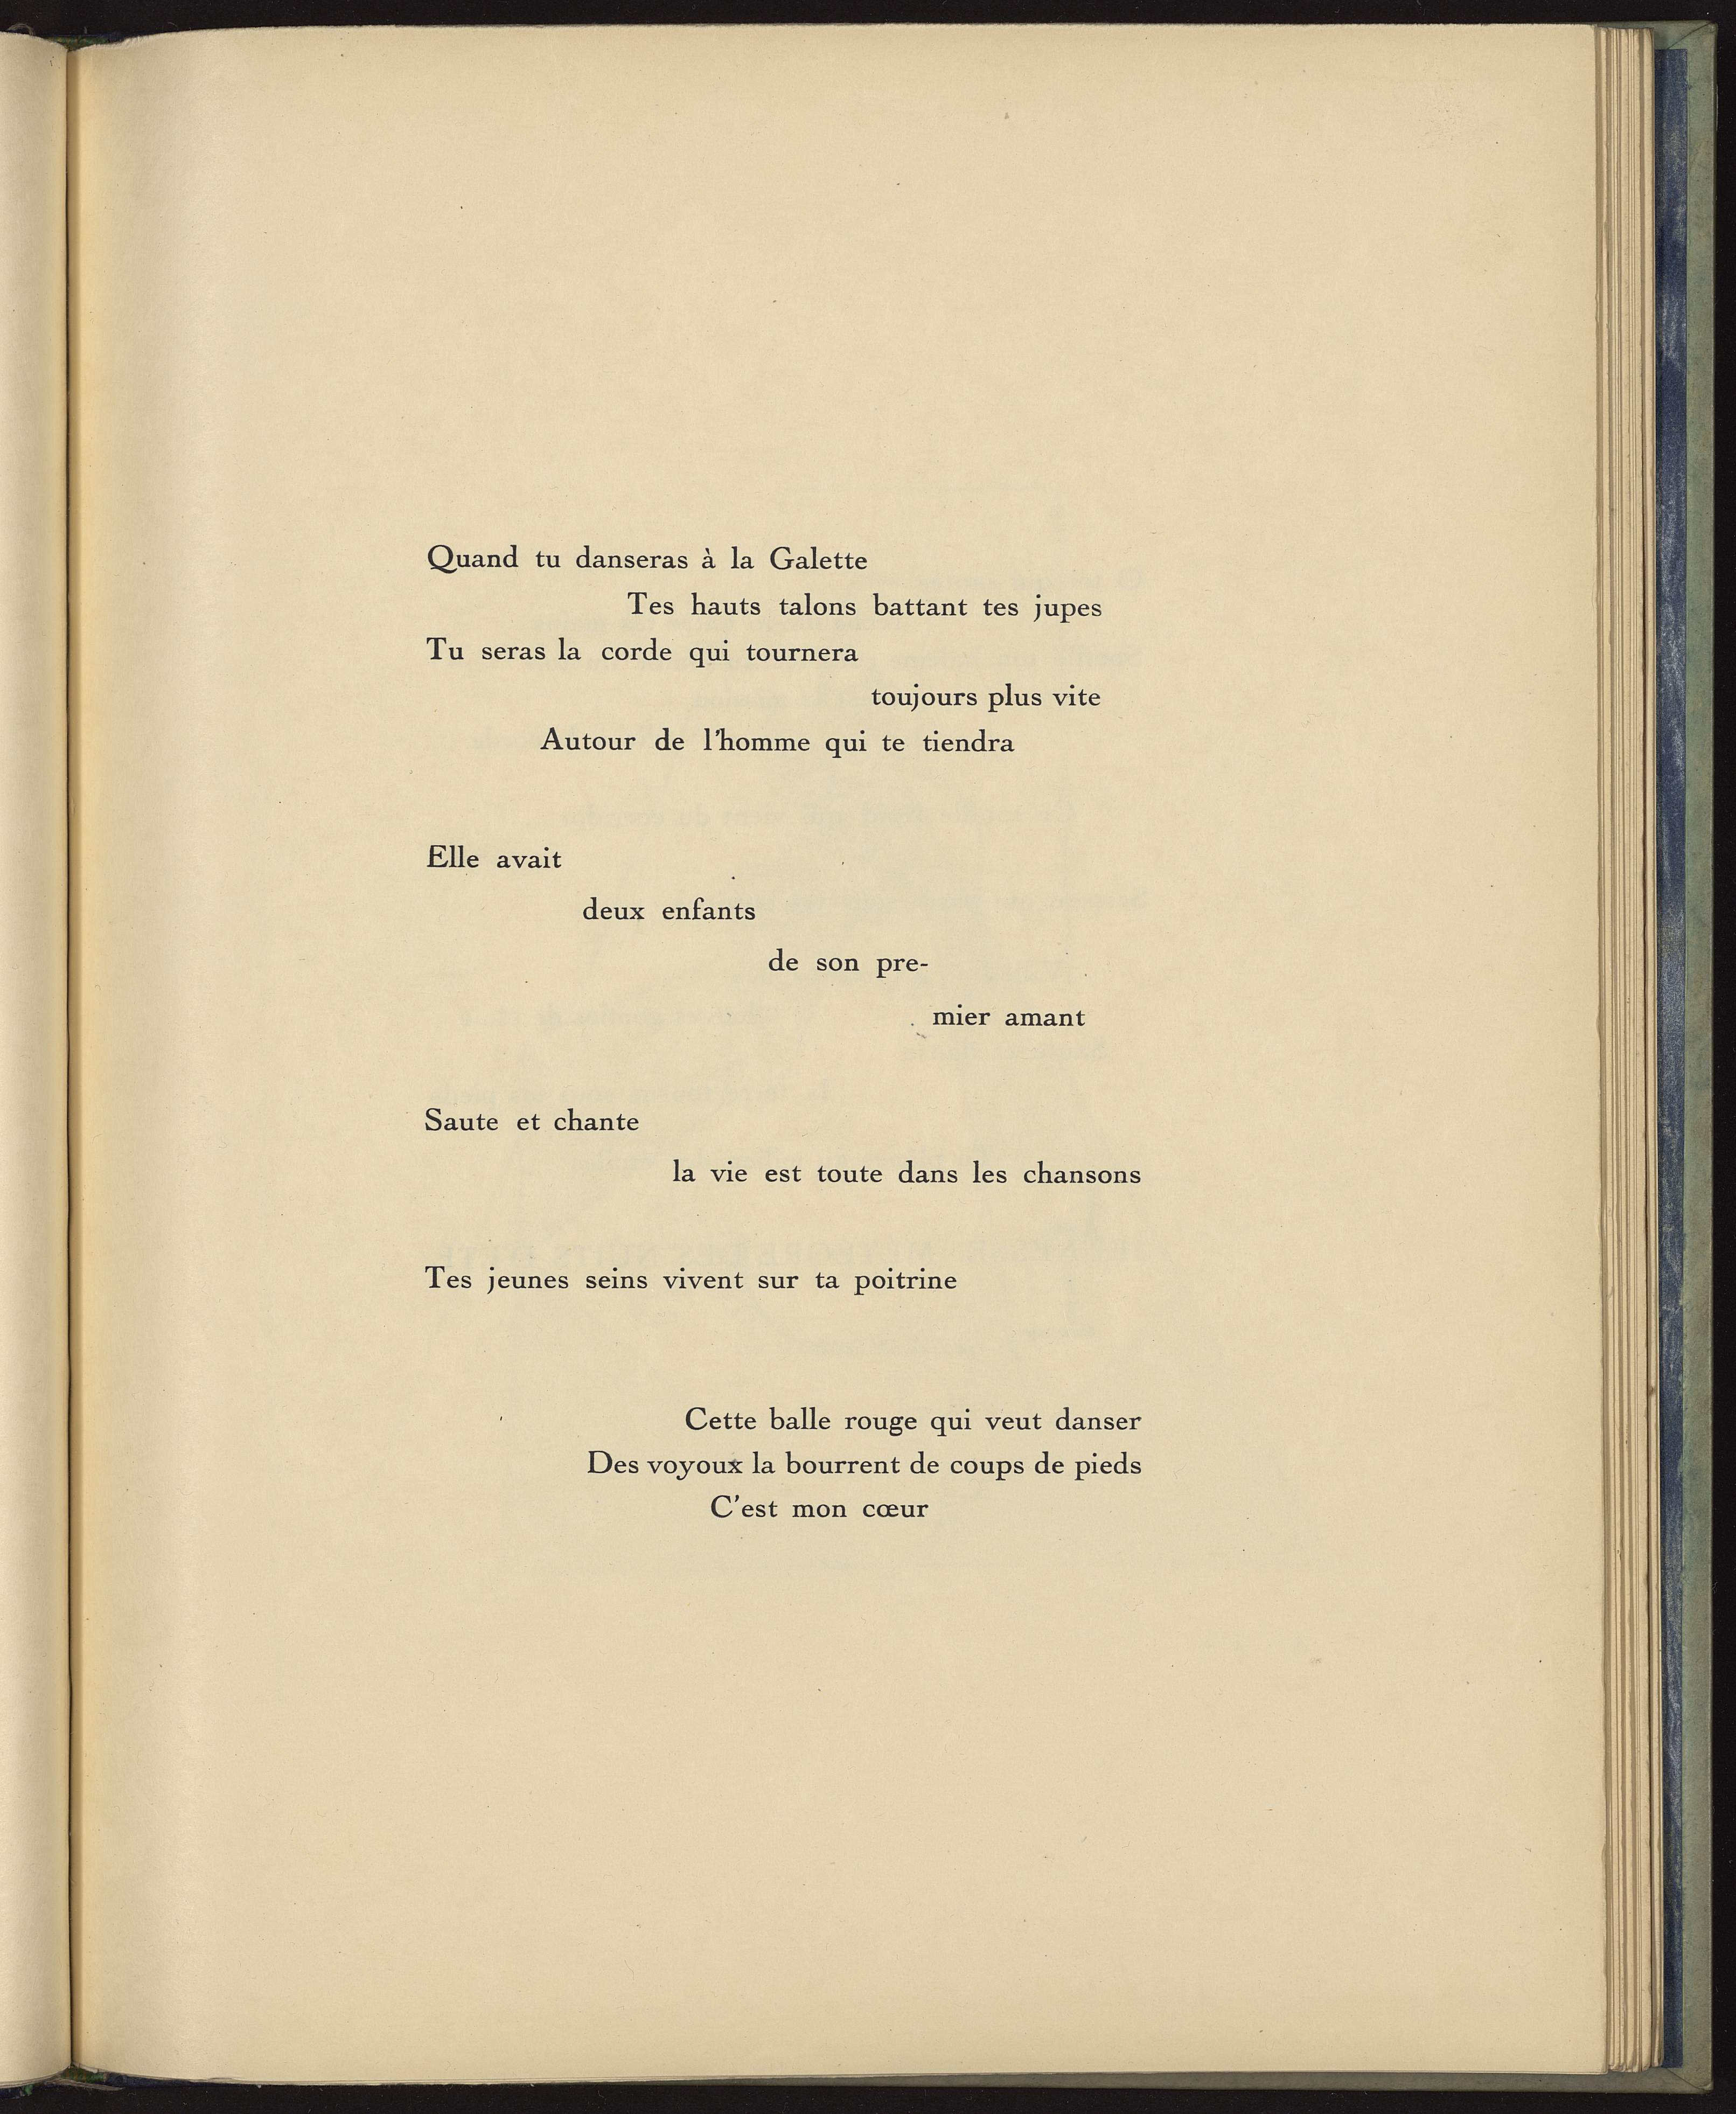 Quand tu danseras à la Galette
Tes hauts talons battant tes jupes
Tu seras la corde qui tournera
toujours plus vite
Autour de l'homme qui te tiendra
Elle avait
deux enfants
de son pre-
mier amant
Saute et chante
la vie est toute dans les chansons
Tes jeunes seins vivent sur ta poitrine
Cette balle rouge qui veut danser
Des voyoux la bourrent de coups de pieds
C'est mon cœur